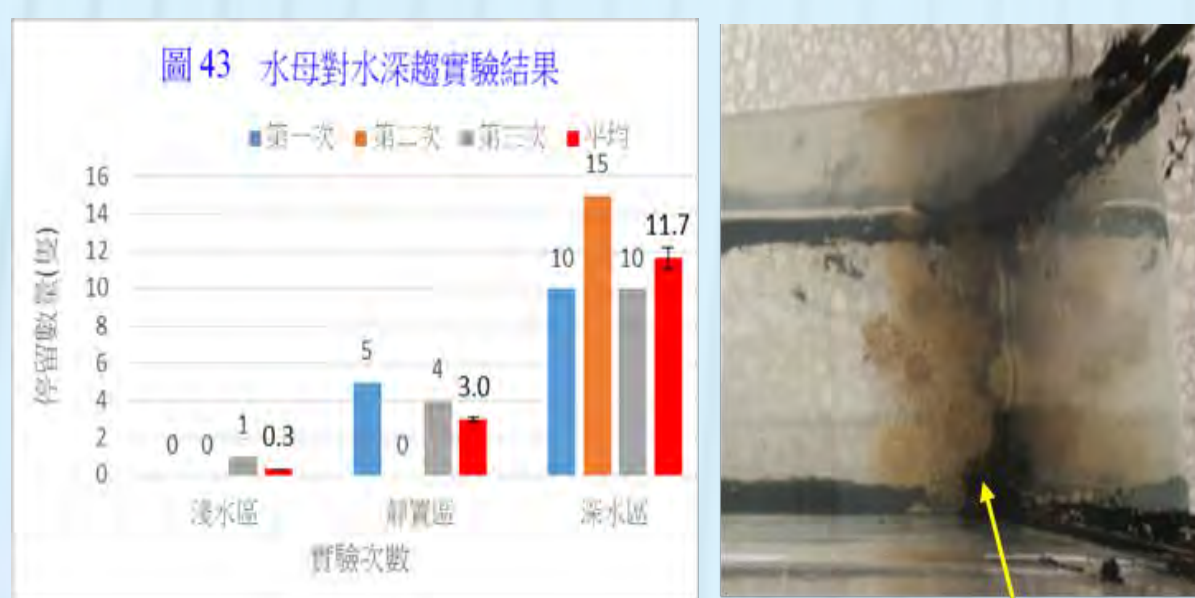 圖 43 水母對水深趨實驗結果
第一次 第二次 第三次 平均
停留數量(隻)
16
14
12
10
8
6
4
2
0
0 0 1 0.3
5 0 4 3.0
10 15 10 11.7
淺水區 靜置區 深水區
實驗次數